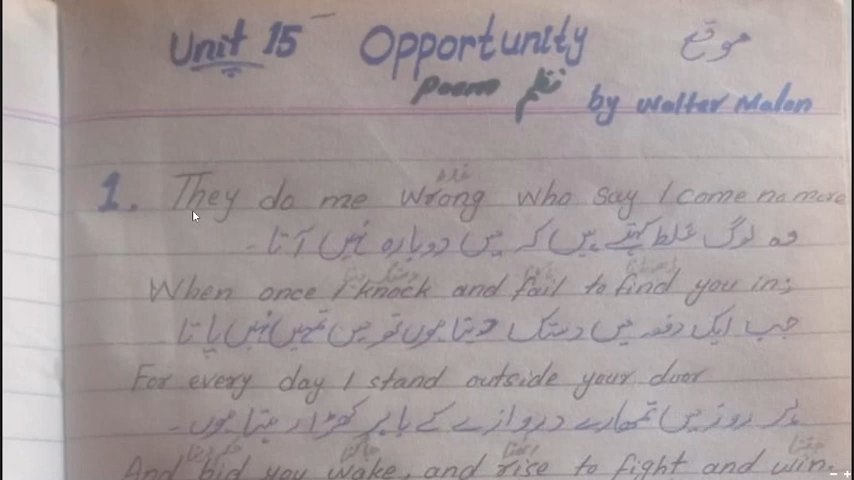 Unit 15 Opportunity موقع
Poem نظم
by Walter Malon
1. They do me wrong who say I come no more
غلط
وہ لوگ غلط کہتے ہیں کہ میں دوبارہ نہیں آتا ۔
When once I knock and fail to find you in;
دستک
جب ایک دفعہ میں دستک دیتا ہوں تو میں تمہیں نہیں پاتا
For every day I stand outside your door
ہر روز میں تمھارے دروازے کے باہر کھڑا رہتا ہوں ۔
And bid you wake, and rise to fight and win.